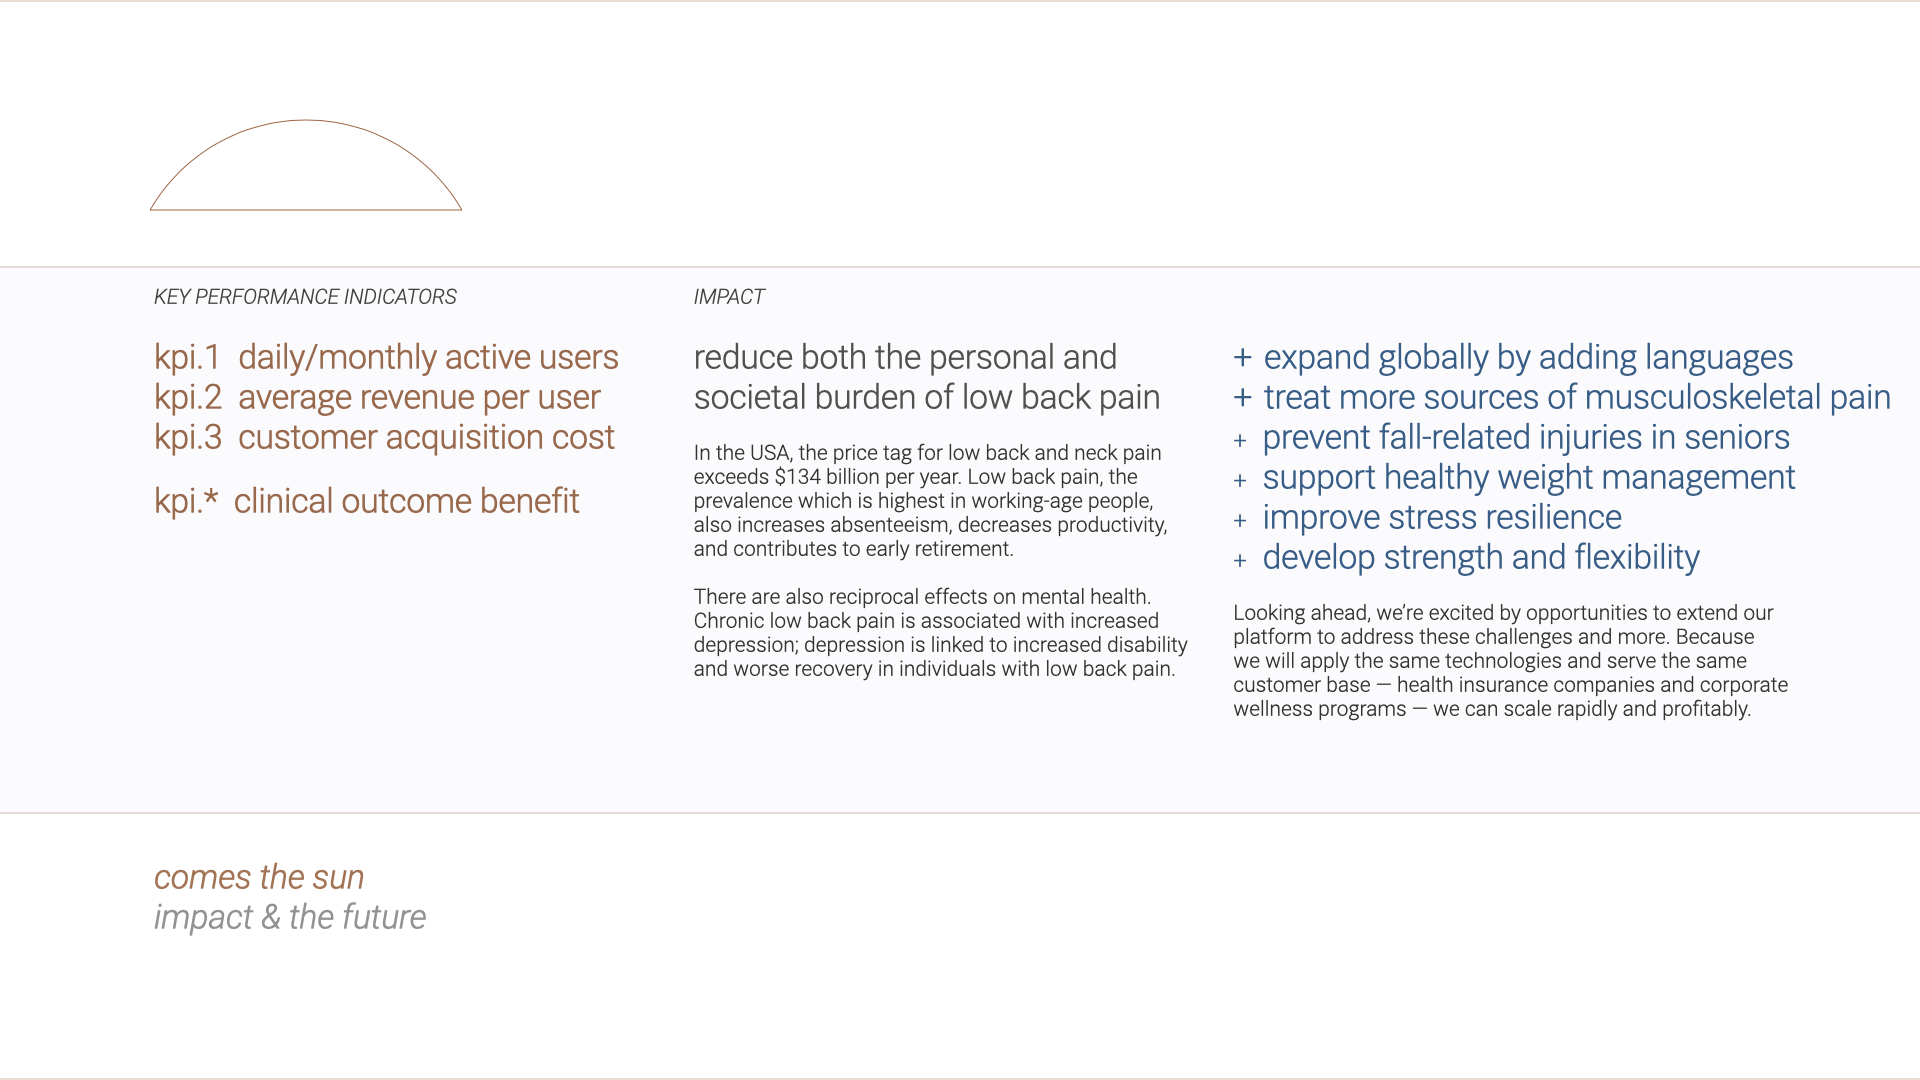 KEY PERFORMANCE INDICATORS
kpi.1 daily/monthly active users
kpi.2 average revenue per user
kpi.3 customer acquisition cost
kpi.* clinical outcome benefit
IMPACT
reduce both the personal and
societal burden of low back pain
In the USA, the price tag for low back and neck pain
exceeds $134 billion per year. Low back pain, the
prevalence which is highest in working-age people,
also increases absenteeism, decreases productivity,
and contributes to early retirement.
There are also reciprocal effects on mental health.
Chronic low back pain is associated with increased
depression; depression is linked to increased disability
and worse recovery in individuals with low back pain.
+ expand globally by adding languages
+ treat more sources of musculoskeletal pain
+ prevent fall-related injuries in seniors
+ support healthy weight management
+ improve stress resilience
+ develop strength and flexibility
Looking ahead, we’re excited by opportunities to extend our
platform to address these challenges and more. Because
we will apply the same technologies and serve the same
customer base — health insurance companies and corporate
wellness programs — we can scale rapidly and profitably.
comes the sun
impact & the future